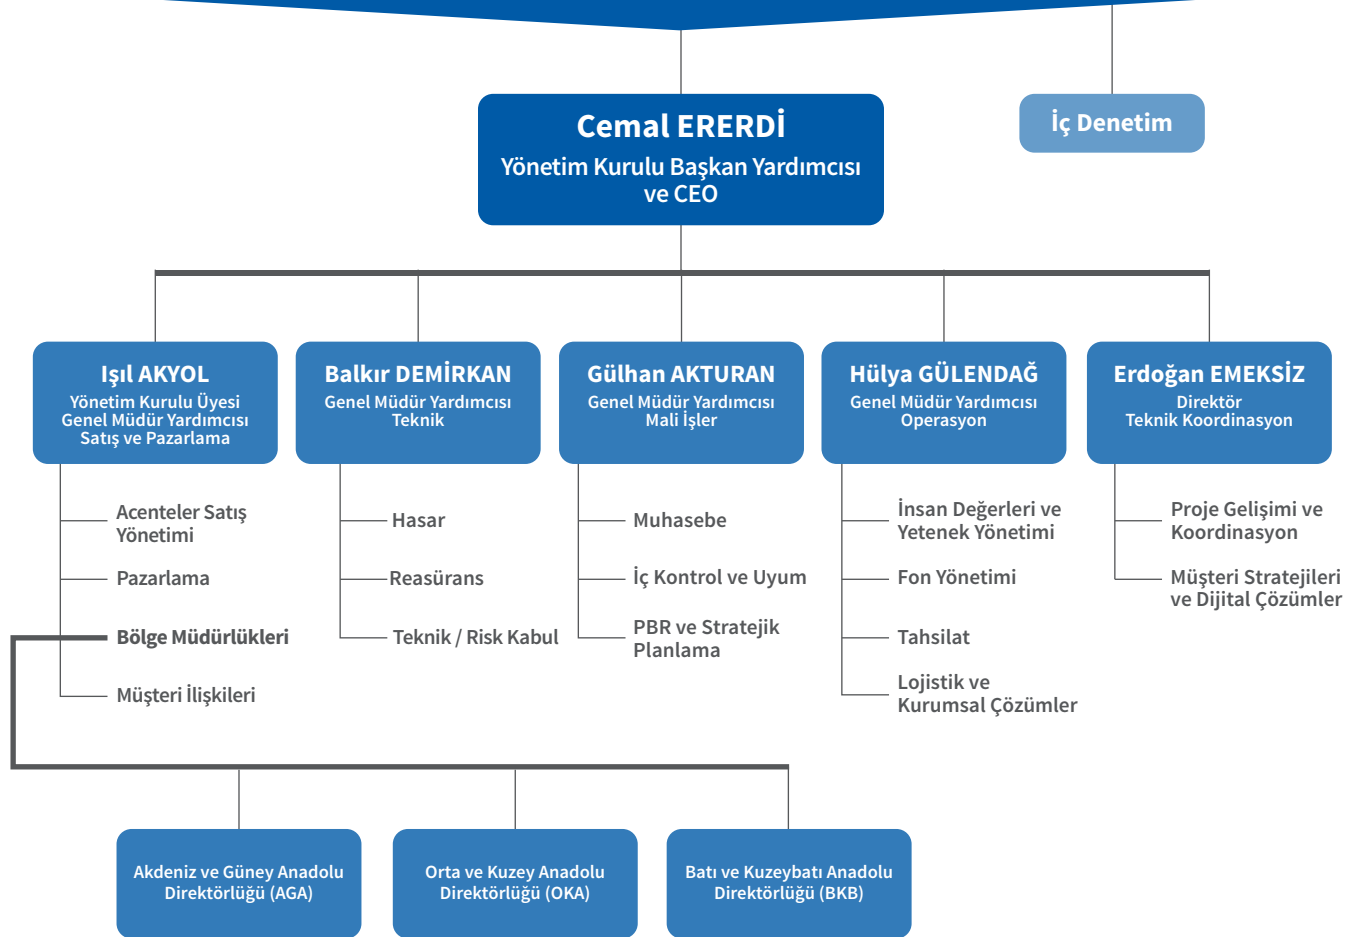 Cemal ERERDİ
Yönetim Kurulu Başkan Yardımcısı
ve CEO
İç Denetim
Işıl AKYOL
Yönetim Kurulu Üyesi
Genel Müdür Yardımcısı
Satış ve Pazarlama
Acenteler Satış
Yönetimi
Pazarlama
Bölge Müdürlükleri
Müşteri İlişkileri
Balkır DEMİRKAN
Genel Müdür Yardımcısı
Teknik
Hasar
Reasürans
Teknik / Risk Kabul
Gülhan AKTURAN
Genel Müdür Yardımcısı
Mali İşler
Muhasebe
İç Kontrol ve Uyum
PBR ve Stratejik
Planlama
Hülya GÜLENDAĞ
Genel Müdür Yardımcısı
Operasyon
İnsan Değerleri ve
Yetenek Yönetimi
Fon Yönetimi
Tahsilat
Lojistik ve
Kurumsal Çözümler
Erdoğan EMEKSİZ
Direktör
Teknik Koordinasyon
Proje Gelişimi ve
Koordinasyon
Müşteri Stratejileri
ve Dijital Çözümler
Akdeniz ve Güney Anadolu
Direktörlüğü (AGA)
Orta ve Kuzey Anadolu
Direktörlüğü (OKA)
Batı ve Kuzeybatı Anadolu
Direktörlüğü (BKB)